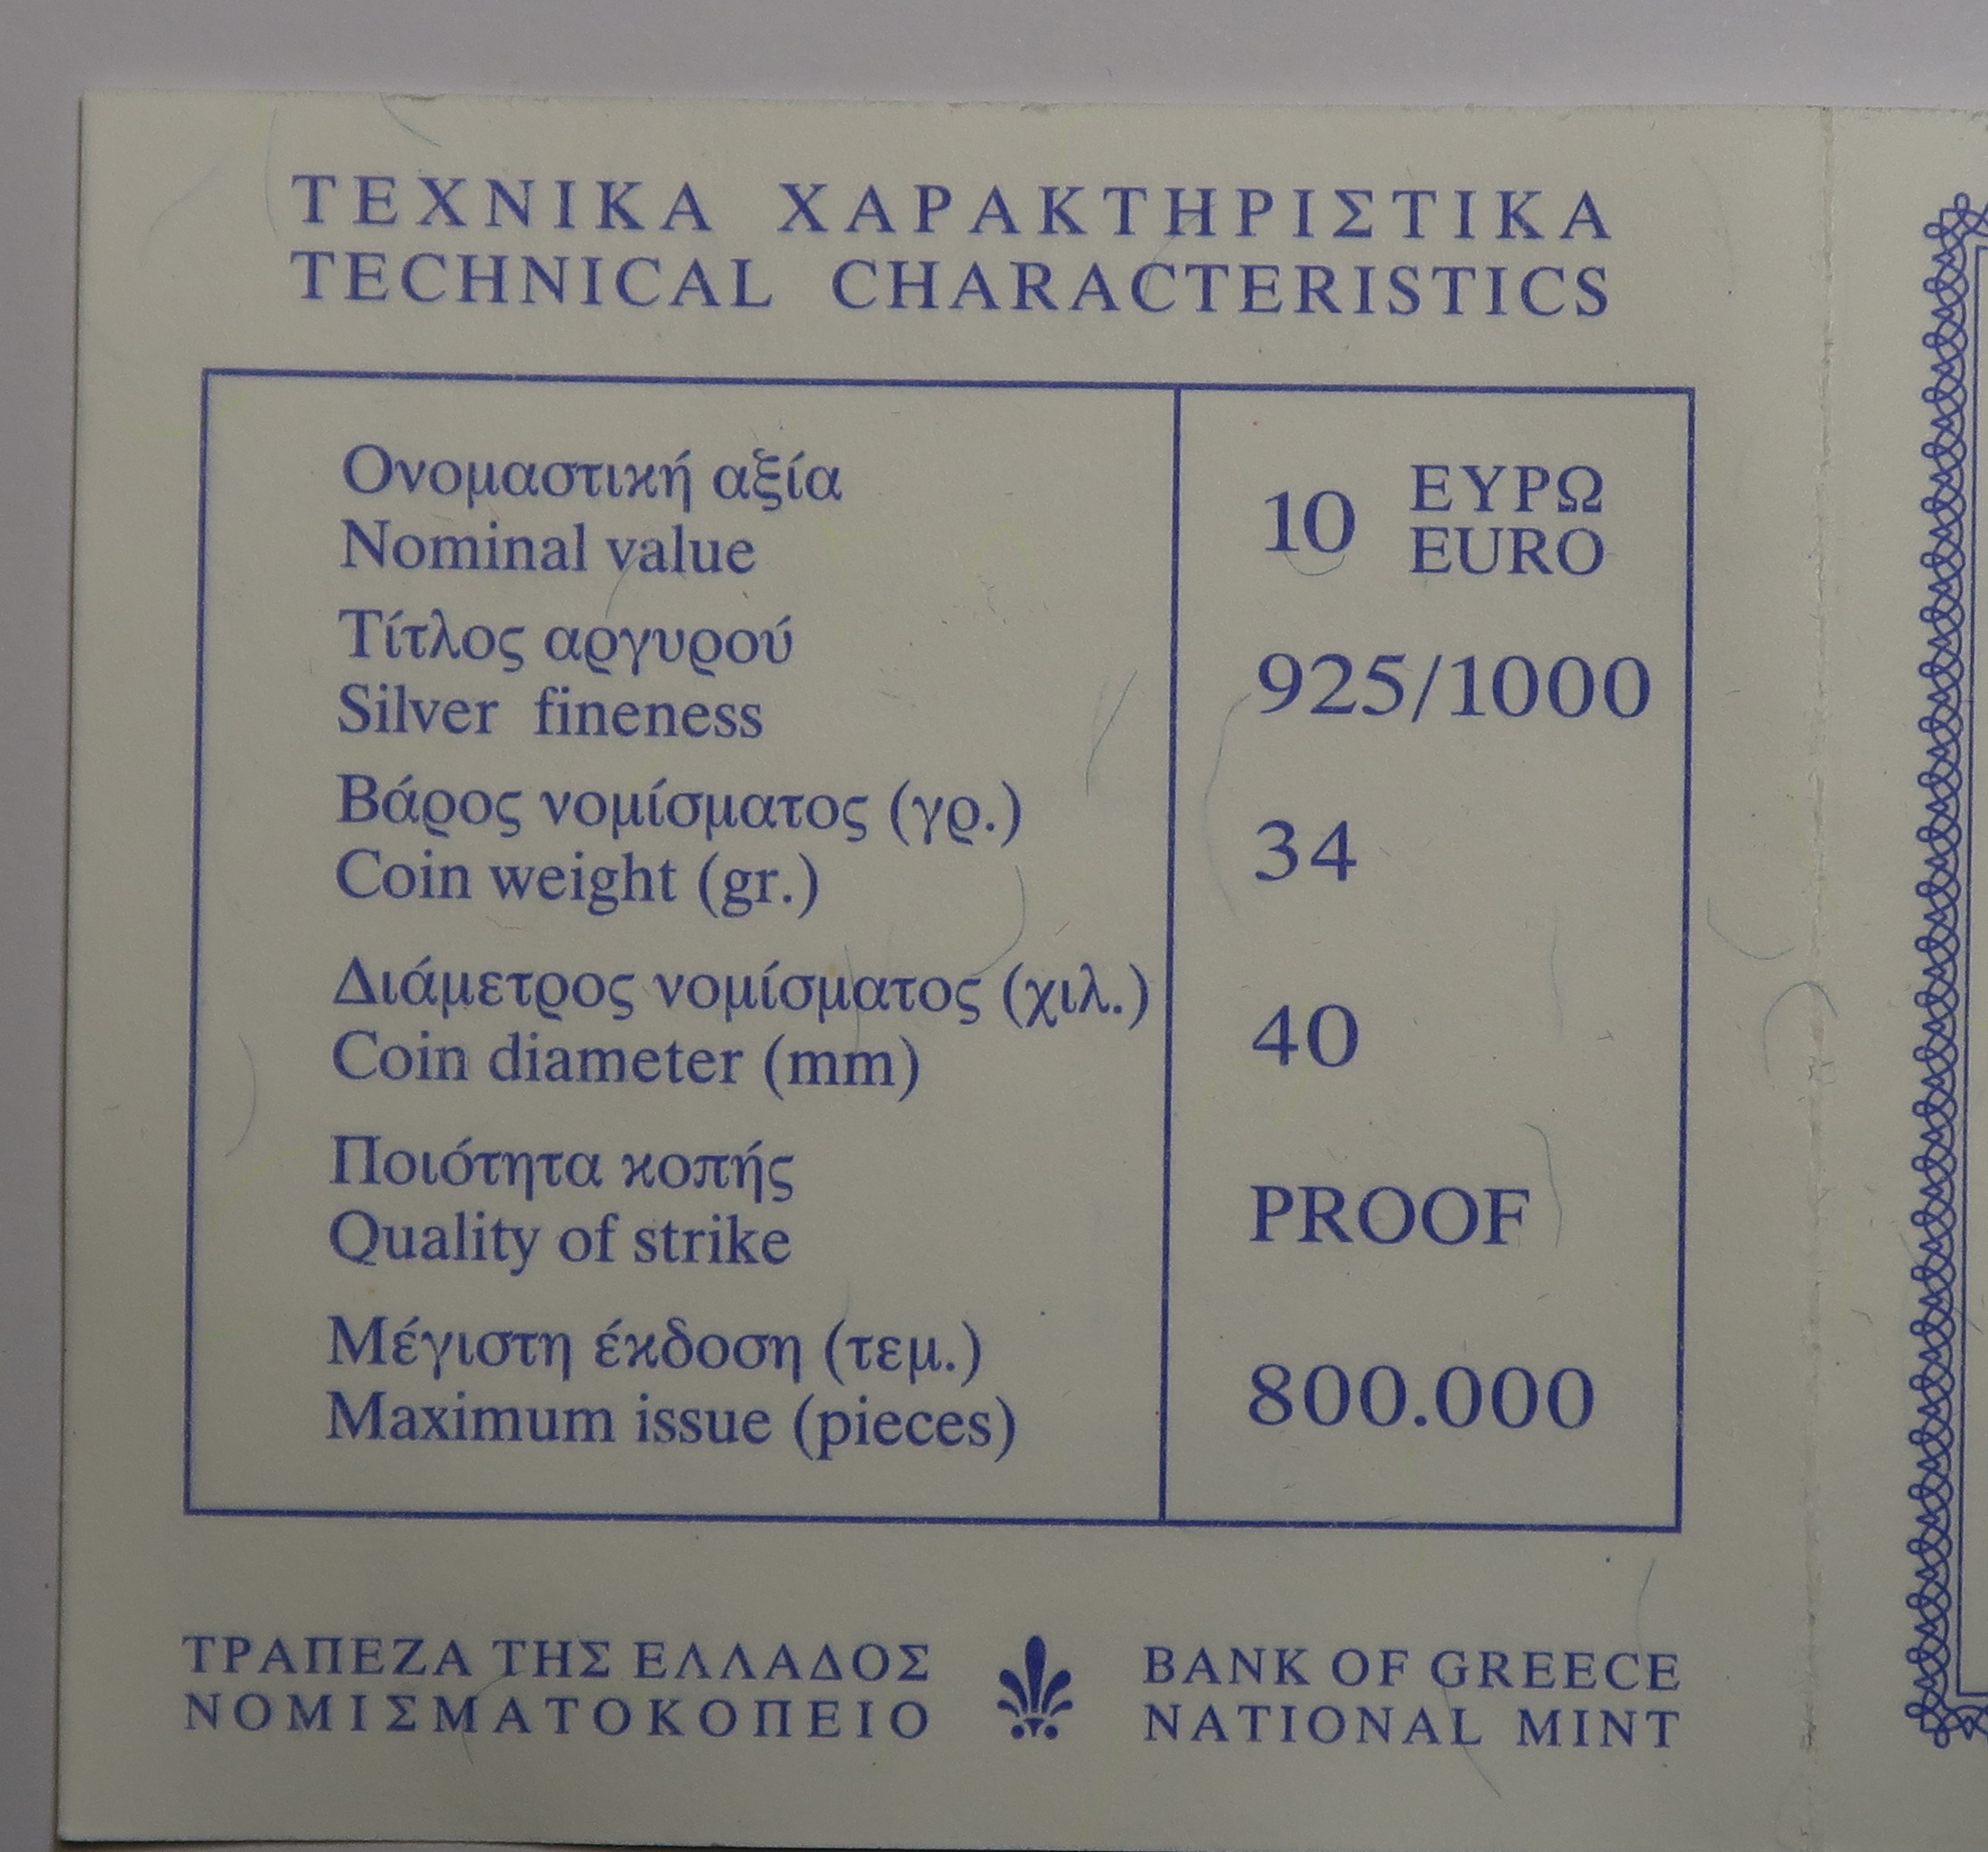 ΤΕΧΝΙΚΑ ΧΑΡΑΚΤΗΡΙΣΤΙΚΑ
TECHNICAL CHARACTERISTICS
Ονομαστική αξία
Nominal value
10 ΕΥΡΩ
EURO
Τίτλος αργυρού
Silver fineness
925/1000
Βάρος νομίσματος (γρ.)
Coin weight (gr.)
34
Διάμετρος νομίσματος (χιλ.)
Coin diameter (mm)
40
Ποιότητα κοπής
Quality of strike
PROOF
Μέγιστη έκδοση (τεμ.)
Maximum issue (pieces)
800.000
ΤΡΑΠΕΖΑ ΤΗΣ ΕΛΛΑΔΟΣ
ΝΟΜΙΣΜΑΤΟΚΟΠΕΙΟ
BANK OF GREECE
NATIONAL MINT